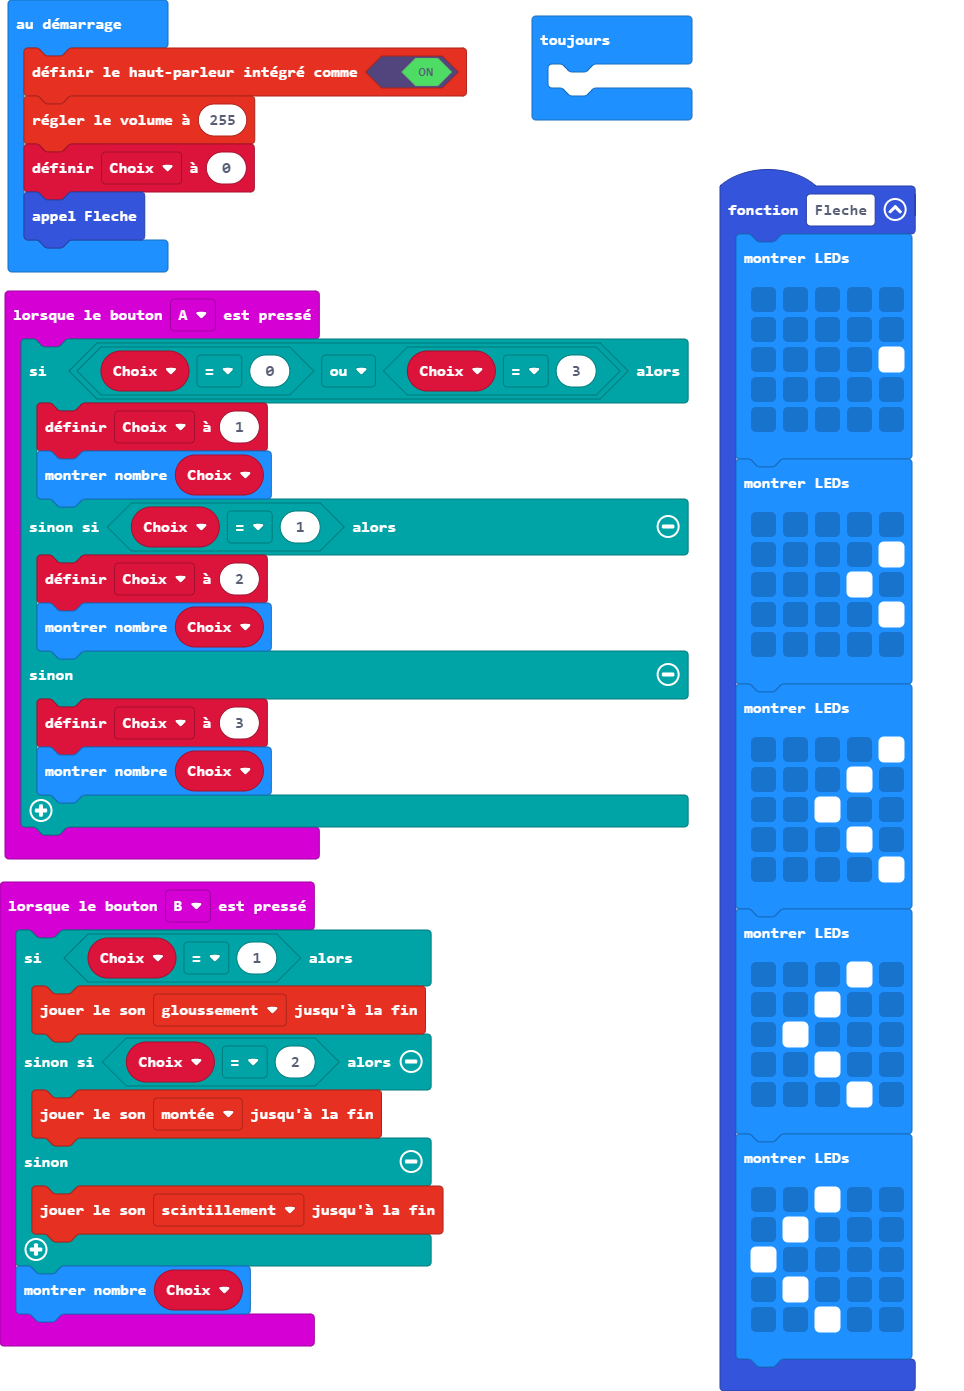 au démarrage
définir le haut-parleur intégré comme ON
régler le volume à 255
définir Choix à 0
appel Fleche
toujours
lorsque le bouton A est pressé
si Choix = 0 ou Choix = 3 alors
définir Choix à 1
montrer nombre Choix
sinon si Choix = 1 alors
définir Choix à 2
montrer nombre Choix
sinon
définir Choix à 3
montrer nombre Choix
lorsque le bouton B est pressé
si Choix = 1 alors
jouer le son gloussement jusqu'à la fin
sinon si Choix = 2 alors
jouer le son montée jusqu'à la fin
sinon
jouer le son scintillement jusqu'à la fin
montrer nombre Choix
fonction Fleche
montrer LEDs
montrer LEDs
montrer LEDs
montrer LEDs
montrer LEDs